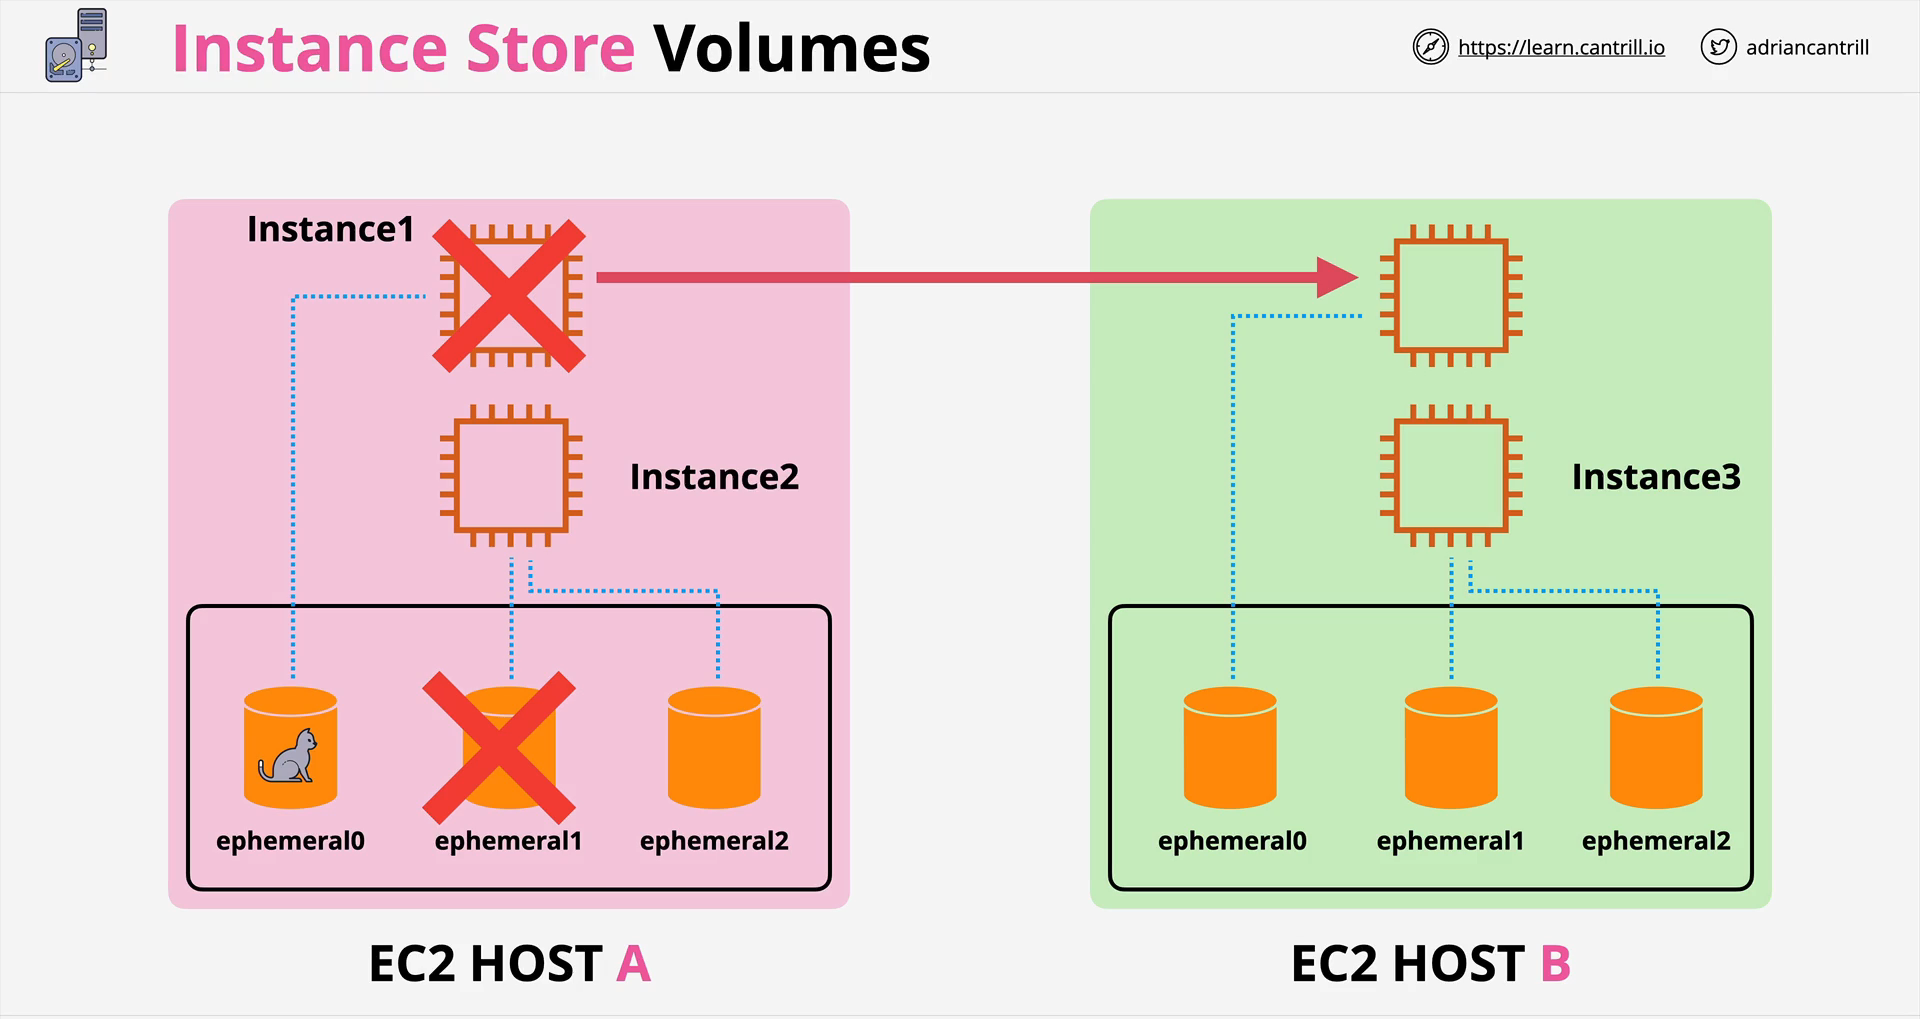 Instance Store Volumes
https://learn.cantrill.io
adriancantrill
Instance1
Instance2
Instance3
ephemeral0
ephemeral1
ephemeral2
ephemeral0
ephemeral1
ephemeral2
EC2 HOST A
EC2 HOST B